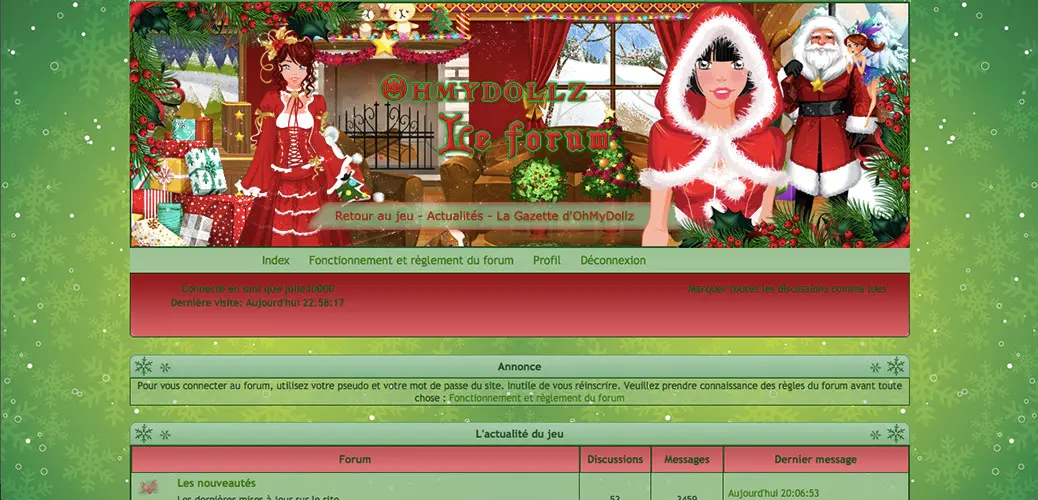 Ohmydollz
Le forum
Retour au jeu - Actualités - La Gazette d'OhMyDollz
Index Fonctionnement et règlement du forum Profil Déconnexion
Connecté en tant que julie30000 Marquer toutes les discussions comme lues
Dernière visite: Aujourd'hui 22:58:17
Annonce
Pour vous connecter au forum, utilisez votre pseudo et votre mot de passe du site. Inutile de vous réinscrire. Veuillez prendre connaissance des règles du forum avant toute
chose : Fonctionnement et règlement du forum
L'actualité du jeu
Forum Discussions Messages Dernier message
Les nouveautés
Les dernières mises à jour sur le site 53 2459 Aujourd'hui 20:06:53